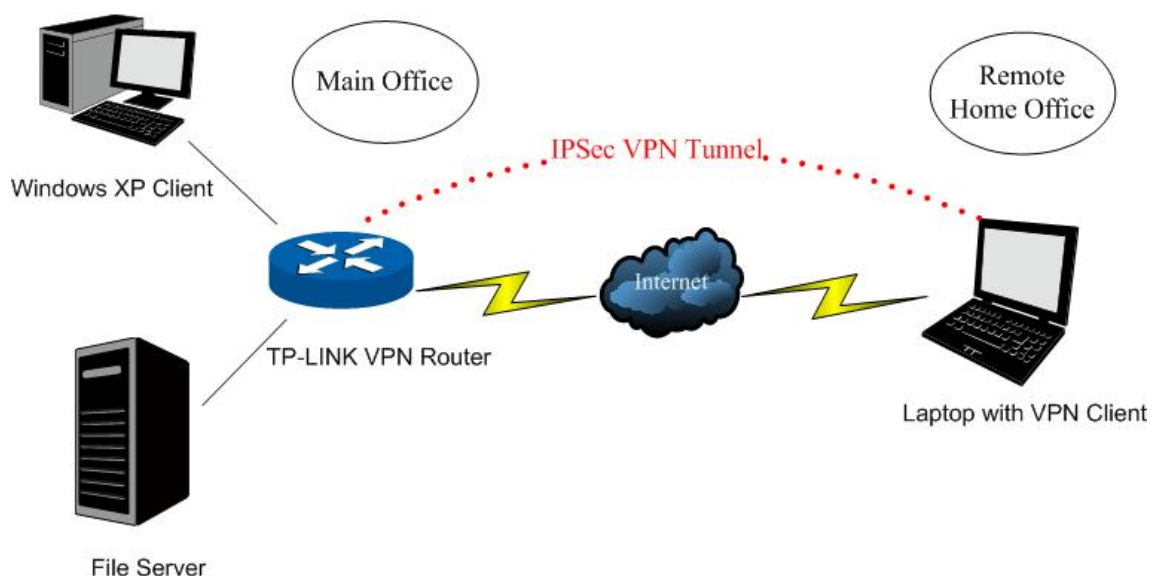 Main Office
Remote
Home Office
IPSec VPN Tunnel
Windows XP Client
Internet
TP-LINK VPN Router
Laptop with VPN Client
File Server